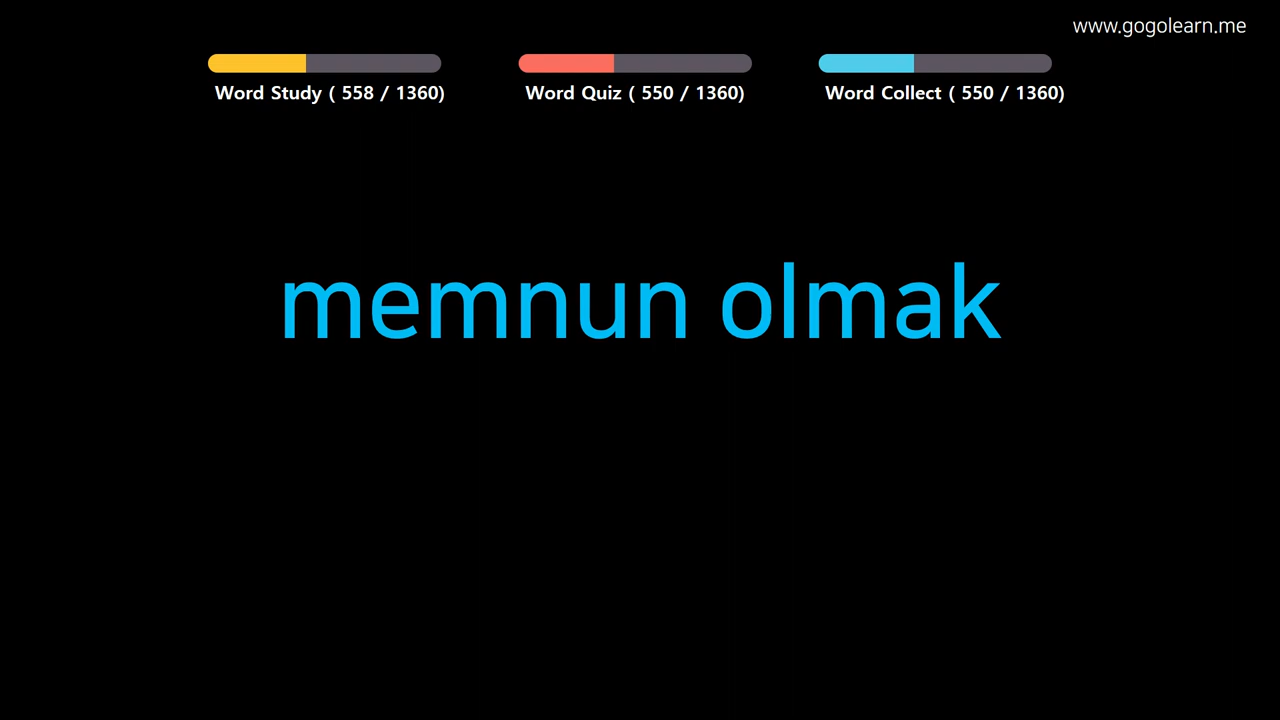 www.gogolearn.me
Word Study ( 558 / 1360)
Word Quiz ( 550 / 1360)
Word Collect ( 550 / 1360)
memnun olmak